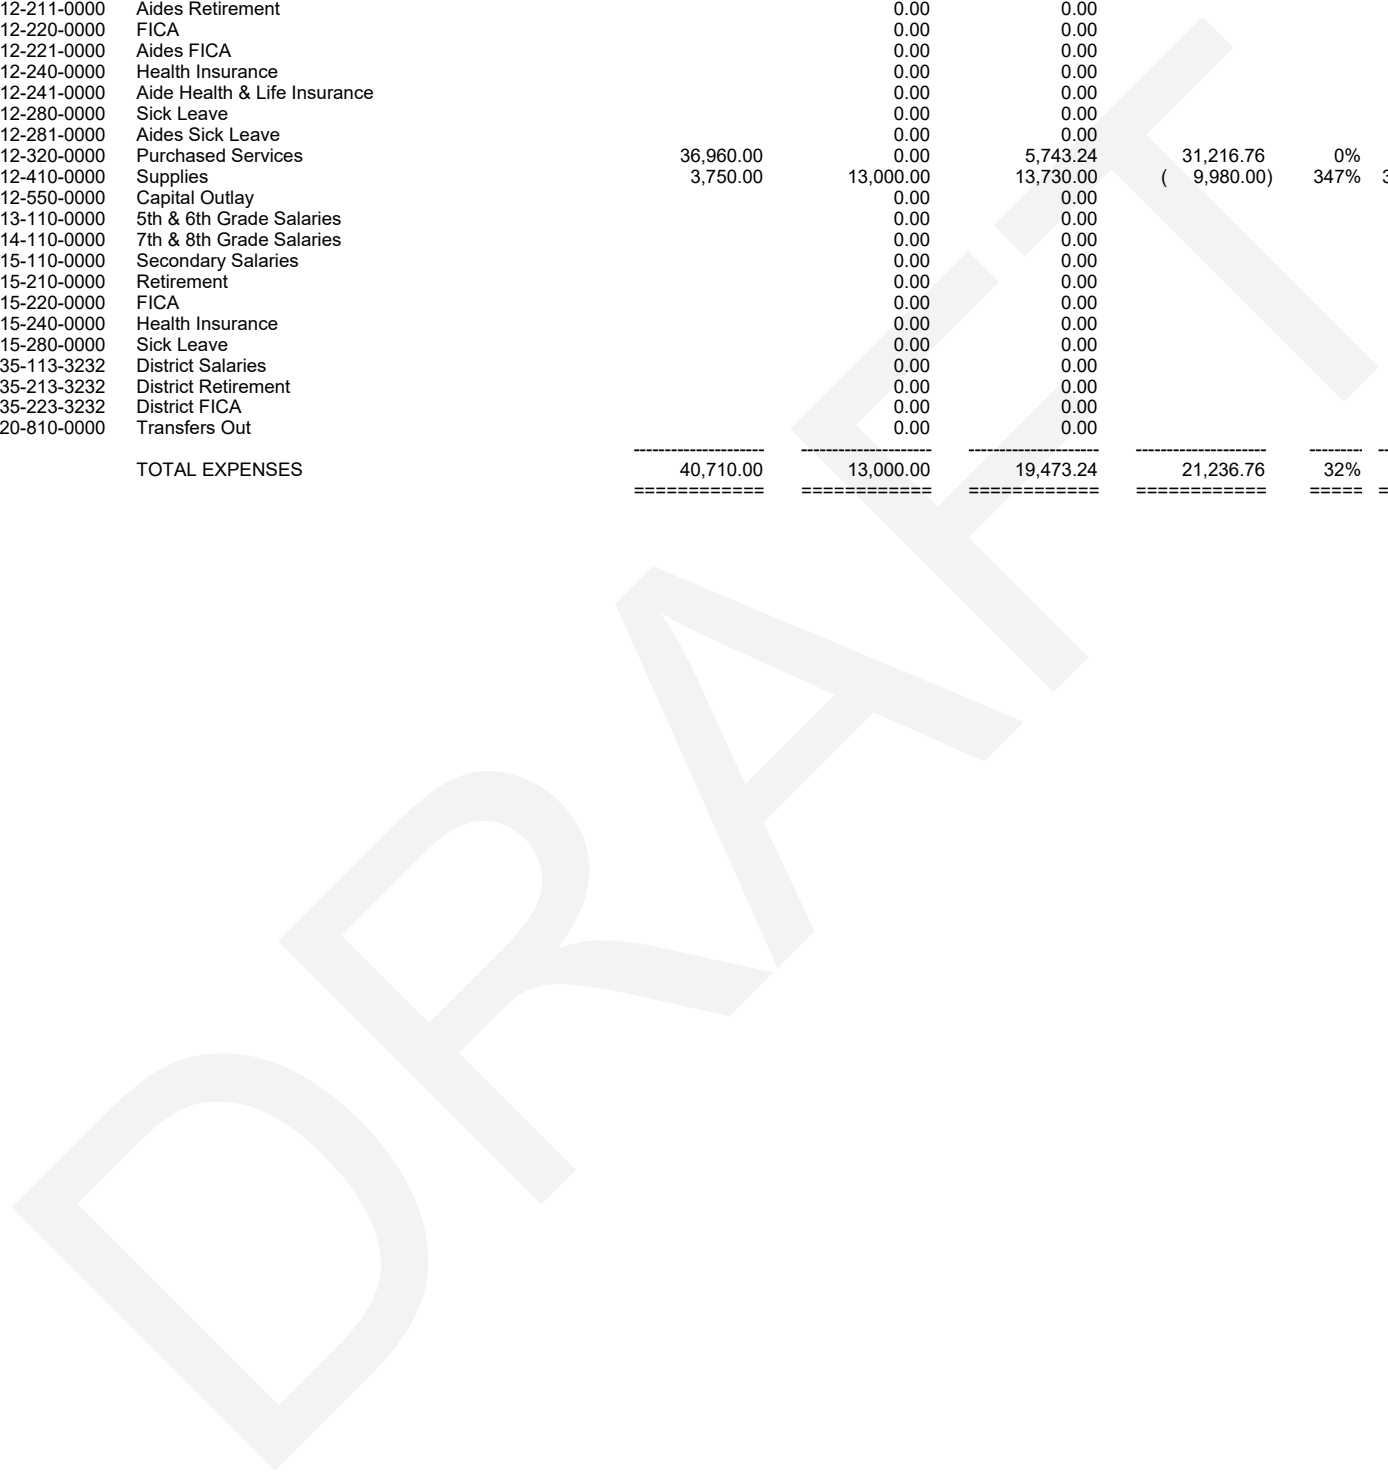 12-211-0000 Aides Retirement 0.00 0.00
12-220-0000 FICA 0.00 0.00
12-221-0000 Aides FICA 0.00 0.00
12-240-0000 Health Insurance 0.00 0.00
12-241-0000 Aide Health & Life Insurance 0.00 0.00
12-280-0000 Sick Leave 0.00 0.00
12-281-0000 Aides Sick Leave 0.00 0.00
12-320-0000 Purchased Services 36,960.00 0.00 5,743.24 31,216.76 0%
12-410-0000 Supplies 3,750.00 13,000.00 13,730.00 ( 9,980.00) 347%
12-550-0000 Capital Outlay 0.00 0.00
13-110-0000 5th & 6th Grade Salaries 0.00 0.00
14-110-0000 7th & 8th Grade Salaries 0.00 0.00
15-110-0000 Secondary Salaries 0.00 0.00
15-210-0000 Retirement 0.00 0.00
15-220-0000 FICA 0.00 0.00
15-240-0000 Health Insurance 0.00 0.00
15-280-0000 Sick Leave 0.00 0.00
35-113-3232 District Salaries 0.00 0.00
35-213-3232 District Retirement 0.00 0.00
35-223-3232 District FICA 0.00 0.00
20-810-0000 Transfers Out 0.00 0.00
TOTAL EXPENSES 40,710.00 13,000.00 19,473.24 21,236.76 32%
DRAFT